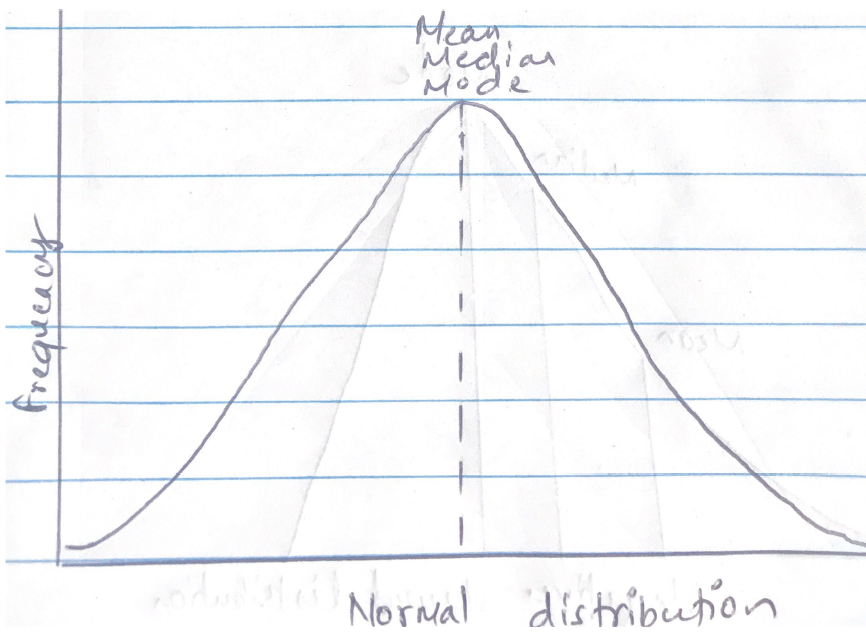 Mean
Median
Mode
Frequency
Normal distribution